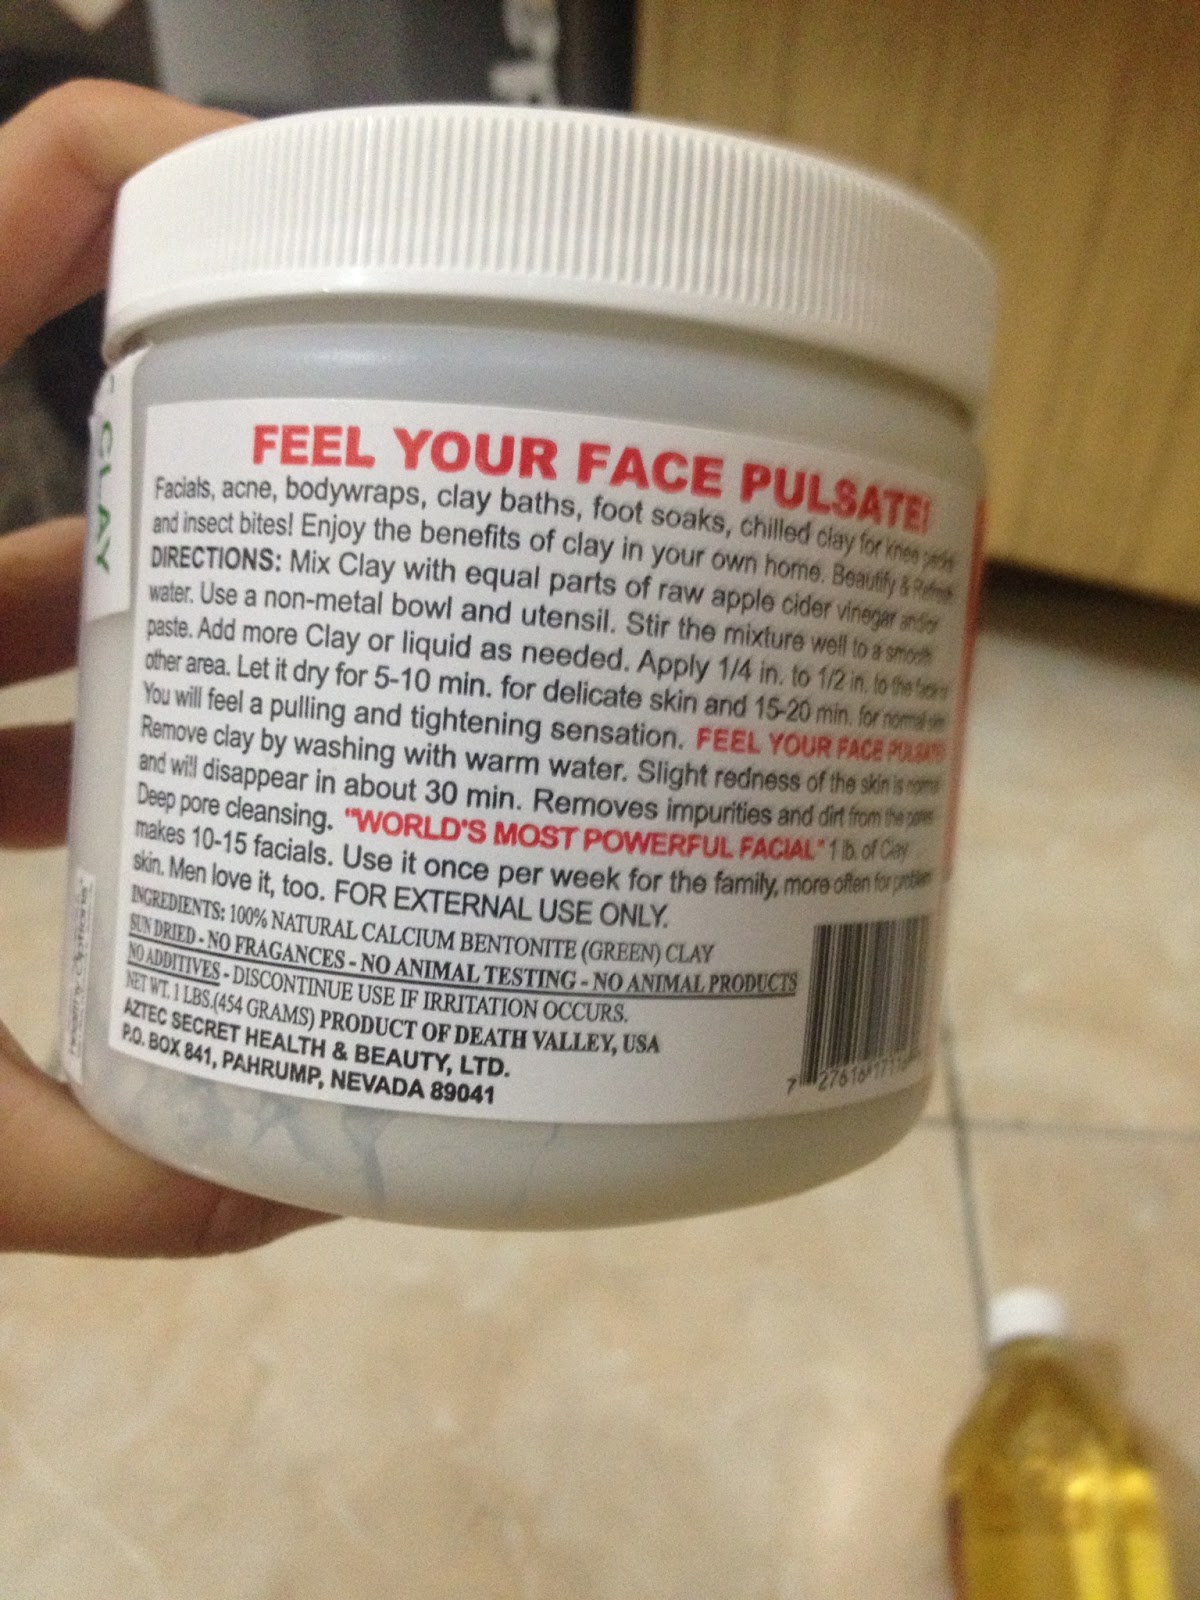 FEEL YOUR FACE PULSATE!
Facials, acne, bodywraps, clay baths, foot soaks, chilled clay for knee packs
and insect bites! Enjoy the benefits of clay in your own home. Beautify & Refresh
DIRECTIONS: Mix Clay with equal parts of raw apple cider vinegar and/or
water. Use a non-metal bowl and utensil. Stir the mixture well to a smooth
paste. Add more Clay or liquid as needed. Apply 1/4 in. to 1/2 in. to the face or
other area. Let it dry for 5-10 min. for delicate skin and 15-20 min. for normal skin
You will feel a pulling and tightening sensation. FEEL YOUR FACE PULSATE
Remove clay by washing with warm water. Slight redness of the skin is normal
and will disappear in about 30 min. Removes impurities and dirt from the pores
Deep pore cleansing. "WORLD'S MOST POWERFUL FACIAL" 1 lb. of Clay
makes 10-15 facials. Use it once per week for the family, more often for problem
skin. Men love it, too. FOR EXTERNAL USE ONLY.
INGREDIENTS: 100% NATURAL CALCIUM BENTONITE (GREEN) CLAY
SUN DRIED - NO FRAGANCES - NO ANIMAL TESTING - NO ANIMAL PRODUCTS
NO ADDITIVES - DISCONTINUE USE IF IRRITATION OCCURS.
NET WT. 1 LBS.(454 GRAMS) PRODUCT OF DEATH VALLEY, USA
AZTEC SECRET HEALTH & BEAUTY, LTD.
P.O. BOX 841, PAHRUMP, NEVADA 89041
CLAY